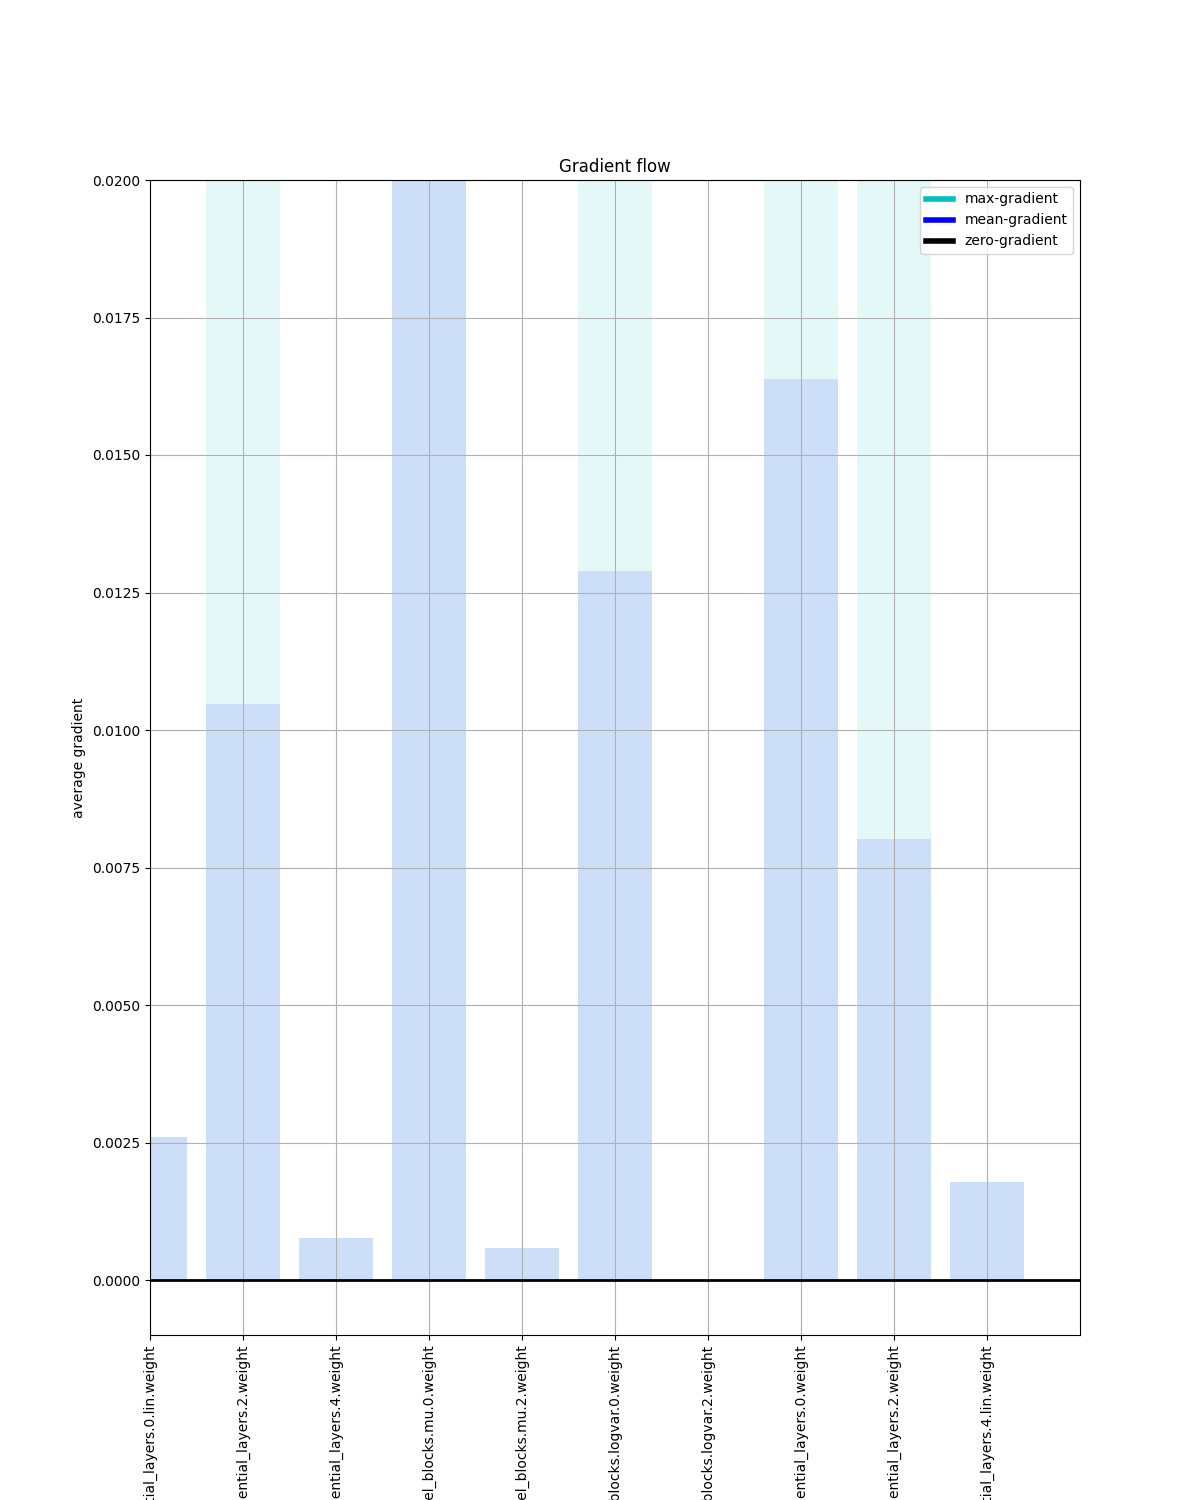 Gradient flow
max-gradient
mean-gradient
zero-gradient
0.0200
0.0175
0.0150
0.0125
0.0100
0.0075
0.0050
0.0025
0.0000
average gradient
tial_layers.0.lin.weight
ential_layers.2.weight
ential_layers.4.weight
el_blocks.mu.0.weight
el_blocks.mu.2.weight
blocks.logvar.0.weight
blocks.logvar.2.weight
ential_layers.0.weight
ential_layers.2.weight
tial_layers.4.lin.weight